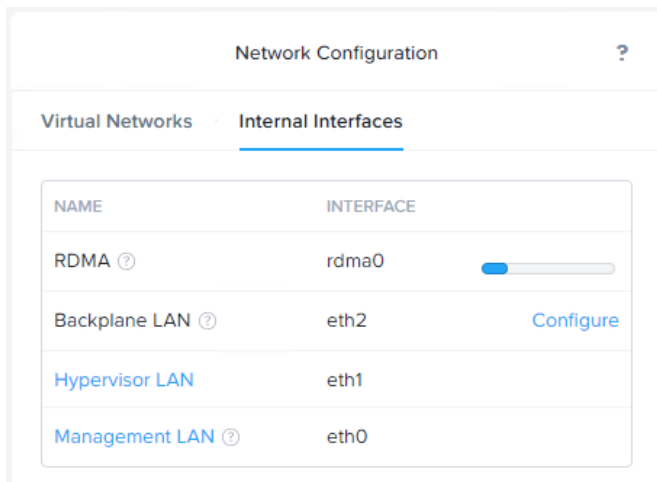 Network Configuration ?
Virtual Networks Internal Interfaces
NAME INTERFACE
RDMA ? rdma0
Backplane LAN ? eth2 Configure
Hypervisor LAN eth1
Management LAN ? eth0